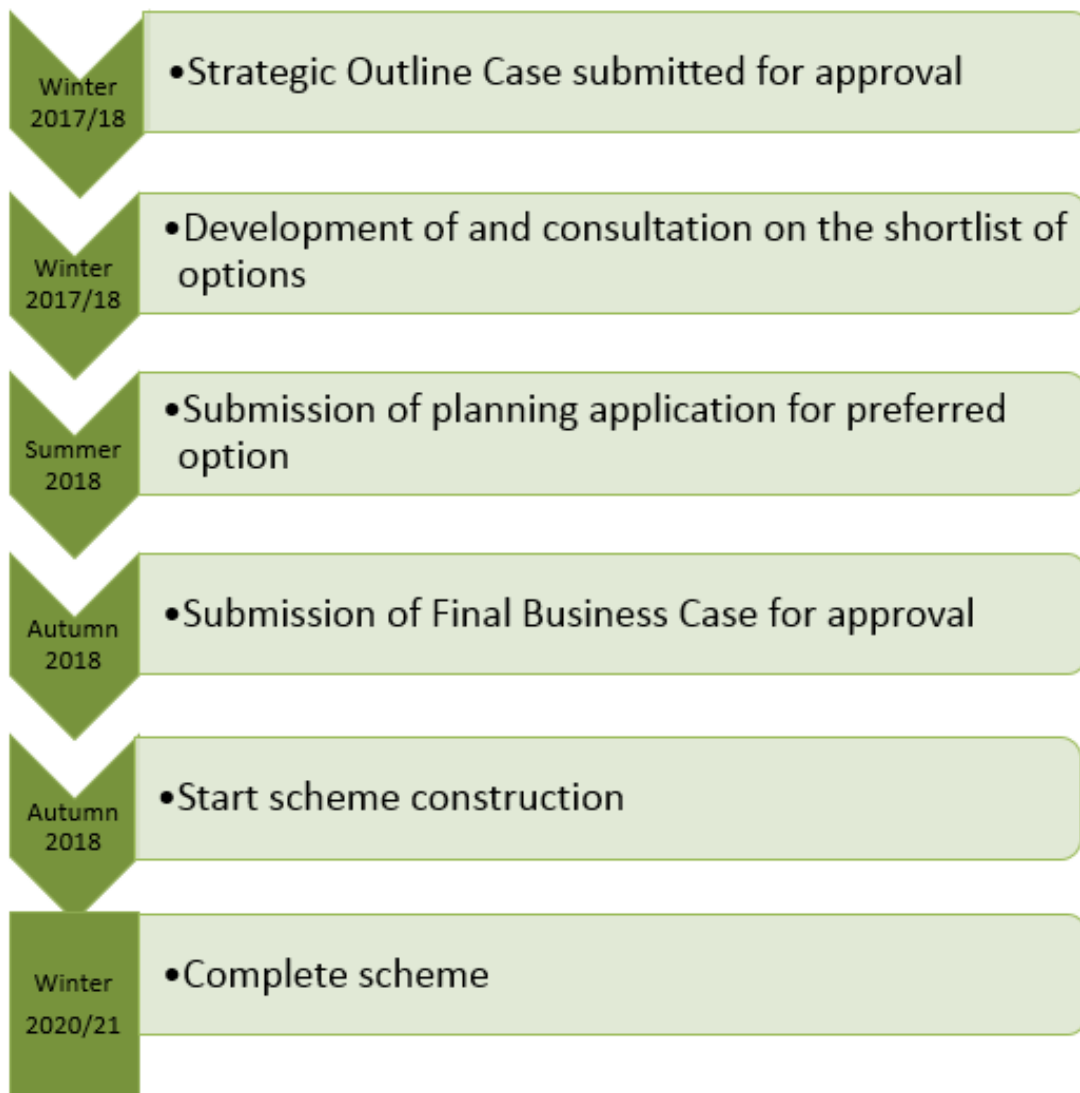 Winter
2017/18
•Strategic Outline Case submitted for approval
Winter
2017/18
•Development of and consultation on the shortlist of
options
Summer
2018
•Submission of planning application for preferred
option
Autumn
2018
•Submission of Final Business Case for approval
Autumn
2018
•Start scheme construction
Winter
2020/21
•Complete scheme